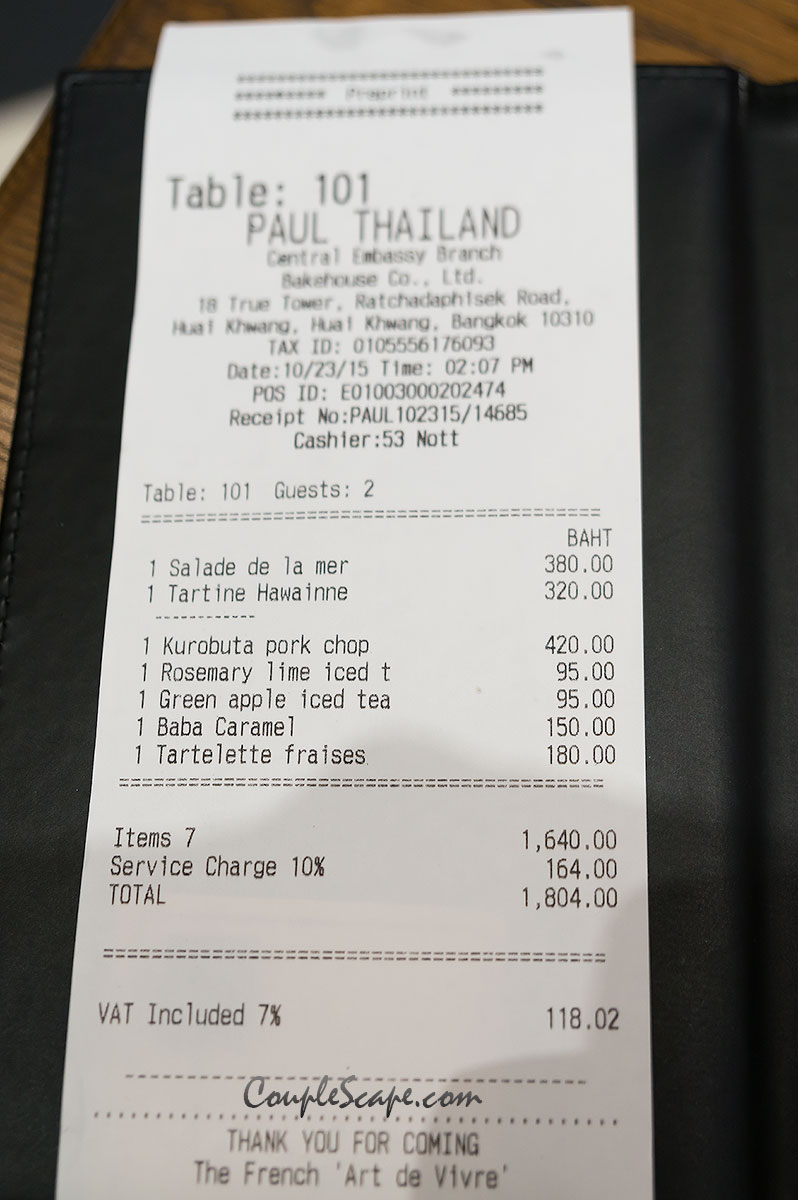 ==============================
========= Preprint =========
==============================
Table: 101
PAUL THAILAND
Central Embassy Branch
Bakehouse Co., Ltd.
18 True Tower, Ratchadaphisek Road,
Huai Khwang, Huai Khwang, Bangkok 10310
TAX ID: 0105556176093
Date:10/23/15 Time: 02:07 PM
POS ID: E01003000202474
Receipt No:PAUL102315/14685
Cashier:53 Nott
Table: 101 Guests: 2
BAHT
1 Salade de la mer 380.00
1 Tartine Hawainne 320.00
------------
1 Kurobuta pork chop 420.00
1 Rosemary lime iced t 95.00
1 Green apple iced tea 95.00
1 Baba Caramel 150.00
1 Tartelette fraises 180.00
Items 7 1,640.00
Service Charge 10% 164.00
TOTAL 1,804.00
VAT Included 7% 118.02
CoupleScape.com
THANK YOU FOR COMING
The French 'Art de Vivre'